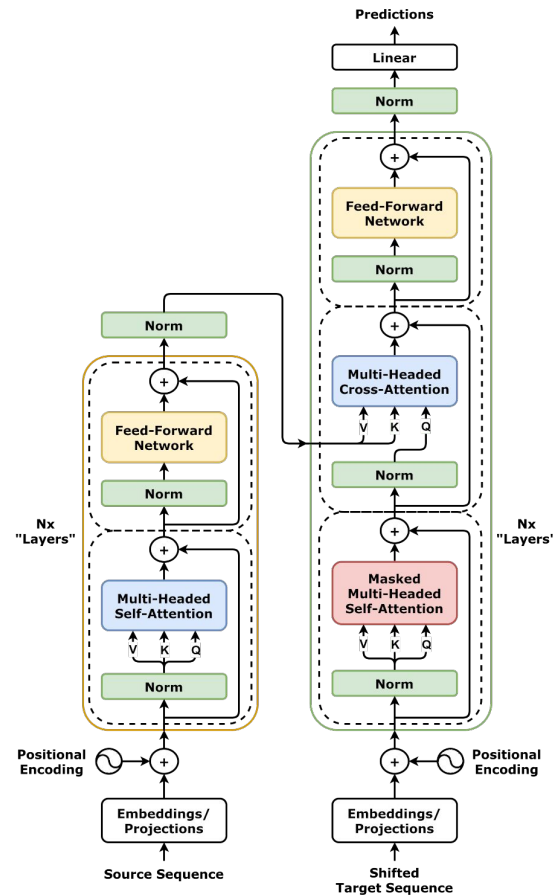 Predictions
Linear
Norm
+
Feed-Forward
Network
Norm
+
Multi-Headed
Cross-Attention
V K Q
Norm
+
Masked
Multi-Headed
Self-Attention
V K Q
Norm
Nx
"Layers'
+
Positional
Encoding
Embeddings/
Projections
Shifted
Target Sequence
Norm
+
Feed-Forward
Network
Norm
+
Multi-Headed
Self-Attention
V K Q
Norm
Nx
"Layers"
Positional
Encoding
+
Embeddings/
Projections
Source Sequence